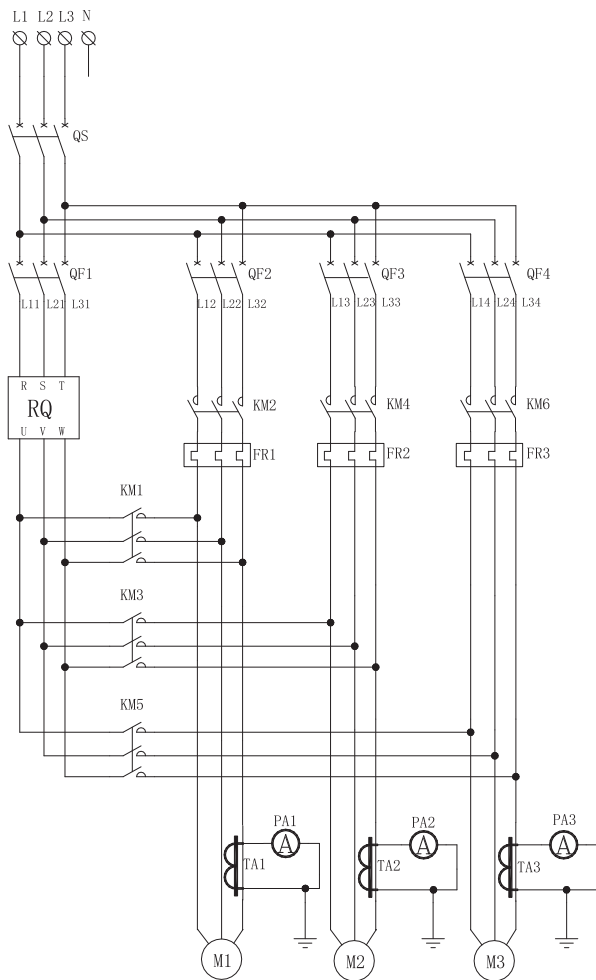 L1 L2 L3 N
QS
QF1 QF2 QF3 QF4
L11 L21 L31 L12 L22 L32 L13 L23 L33 L14 L24 L34
R S T
RQ
U V W
KM2 KM4 KM6
FR1 FR2 FR3
KM1
KM3
KM5
PA1 PA2 PA3
A A A
TA1 TA2 TA3
M1 M2 M3